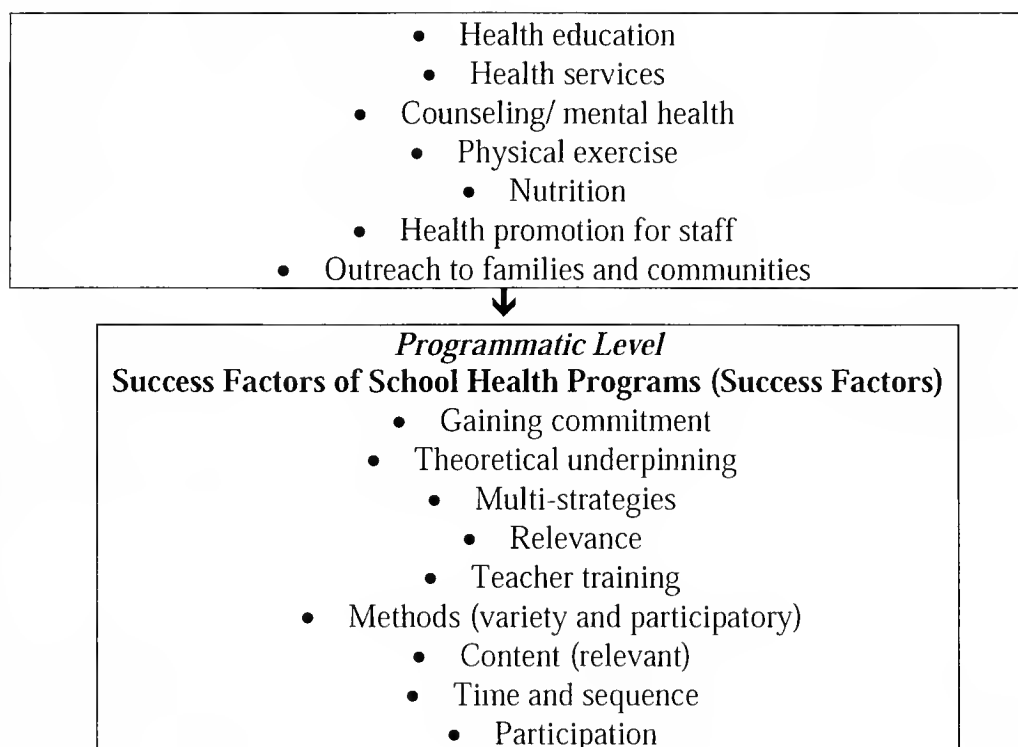 • Health education
• Health services
• Counseling/ mental health
• Physical exercise
• Nutrition
• Health promotion for staff
• Outreach to families and communities
Programmatic Level
Success Factors of School Health Programs (Success Factors)
• Gaining commitment
• Theoretical underpinning
• Multi-strategies
• Relevance
• Teacher training
• Methods (variety and participatory)
• Content (relevant)
• Time and sequence
• Participation